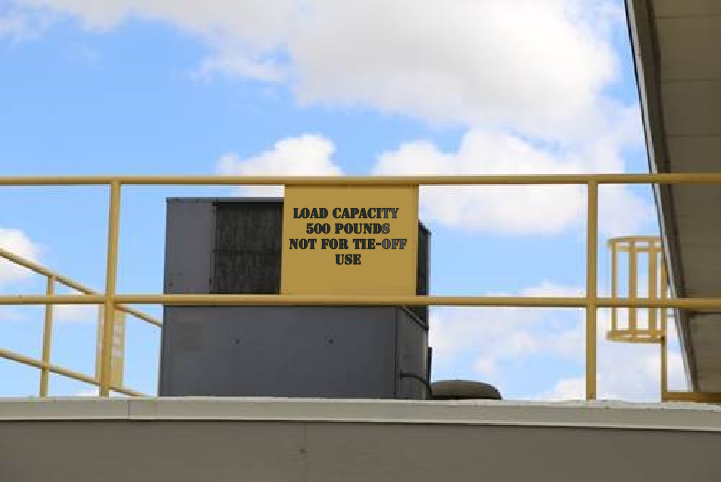 LOAD CAPACITY
500 POUNDS
NOT FOR TIE-OFF
USE